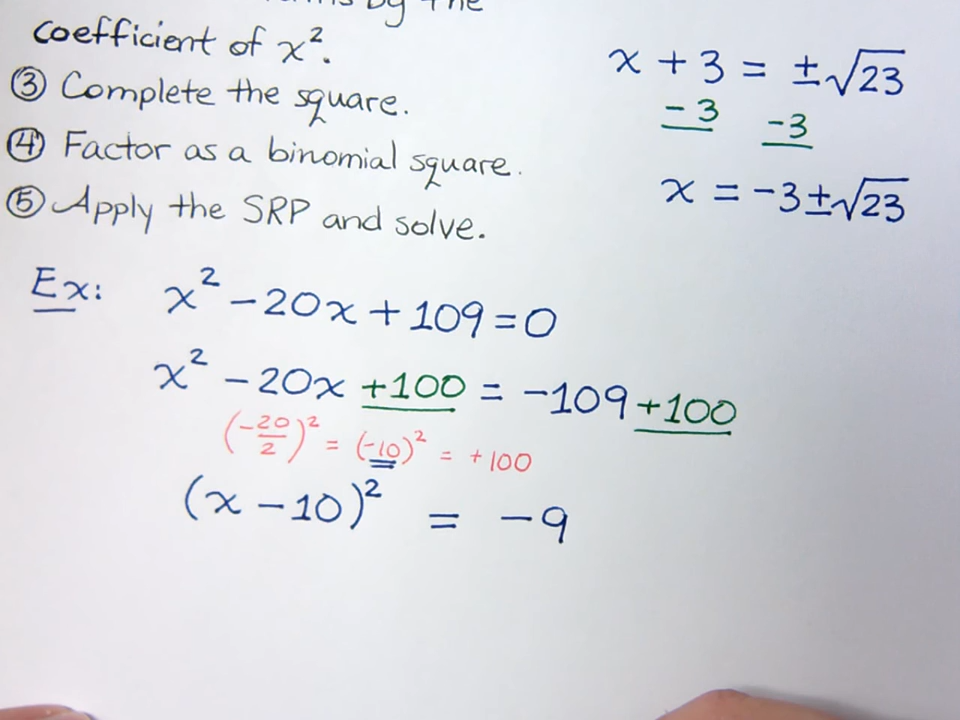 by the
coefficient of x².
③ Complete the square.
④ Factor as a binomial square.
⑤ Apply the SRP and solve.
x + 3 = ±√23
-3 -3
x = -3±√23
Ex: x² - 20x + 109 = 0
x² - 20x +100 = -109 +100
(-20/2)² = (-10)² = +100
(x - 10)² = -9